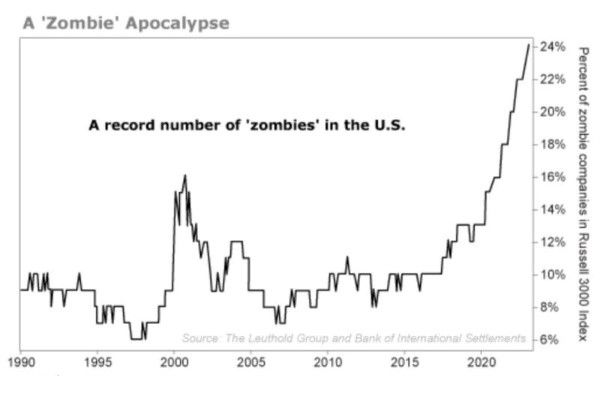 A 'Zombie' Apocalypse
A record number of 'zombies' in the U.S.
24%
22%
20%
18%
16%
14%
12%
10%
8%
6%
Percent of zombie companies in Russell 3000 Index
Source: The Leuthold Group and Bank of International Settlements
1990 1995 2000 2005 2010 2015 2020